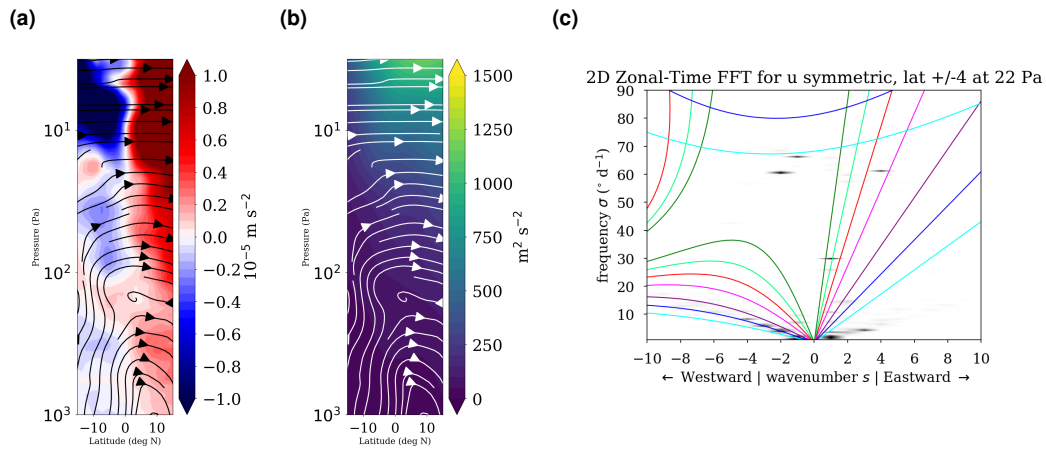 (a)
10¹
10²
10³
Pressure (Pa)
−10 0 10
Latitude (deg N)
1.0
0.8
0.6
0.4
0.2
0.0
−0.2
−0.4
−0.6
−0.8
−1.0
10⁻⁵ m s⁻²
(b)
10¹
10²
10³
Pressure (Pa)
−10 0 10
Latitude (deg N)
1500
1250
1000
750
500
250
0
m² s⁻²
(c)
2D Zonal-Time FFT for u symmetric, lat +/-4 at 22 Pa
90
80
70
60
50
40
30
20
10
frequency σ (° d⁻¹)
−10 −8 −6 −4 −2 0 2 4 6 8 10
← Westward | wavenumber s | Eastward →